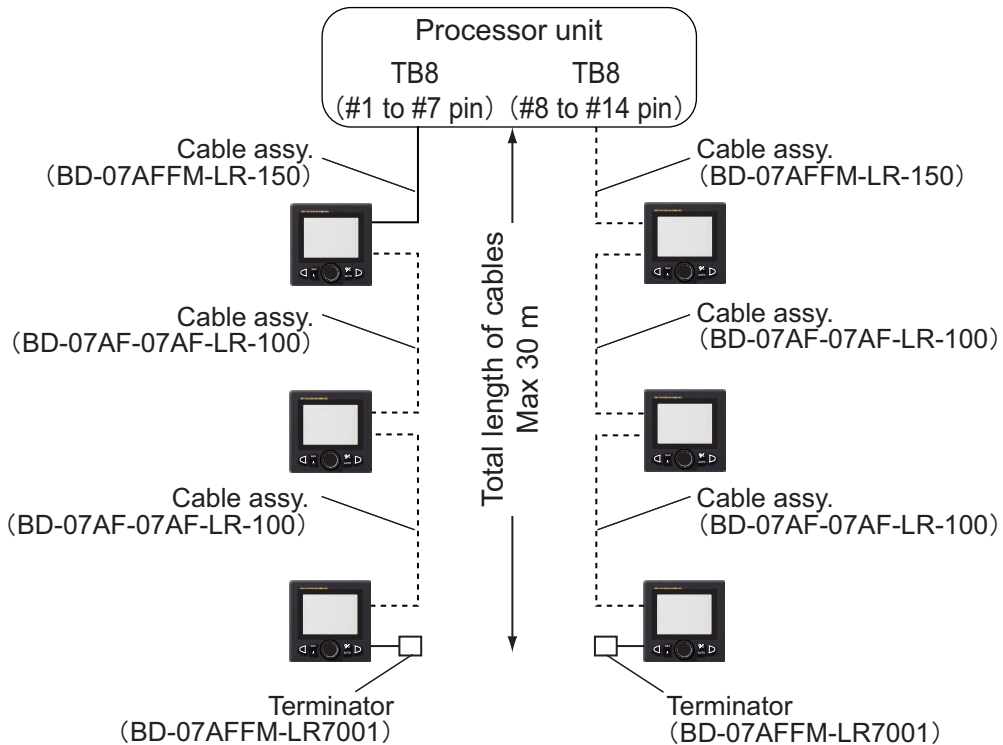 Processor unit
TB8
(#1 to #7 pin)
TB8
(#8 to #14 pin)
Cable assy.
(BD-07AFFM-LR-150)
Cable assy.
(BD-07AFFM-LR-150)
Total length of cables
Max 30 m
Cable assy.
(BD-07AF-07AF-LR-100)
Cable assy.
(BD-07AF-07AF-LR-100)
Cable assy.
(BD-07AF-07AF-LR-100)
Cable assy.
(BD-07AF-07AF-LR-100)
Terminator
(BD-07AFFM-LR7001)
Terminator
(BD-07AFFM-LR7001)